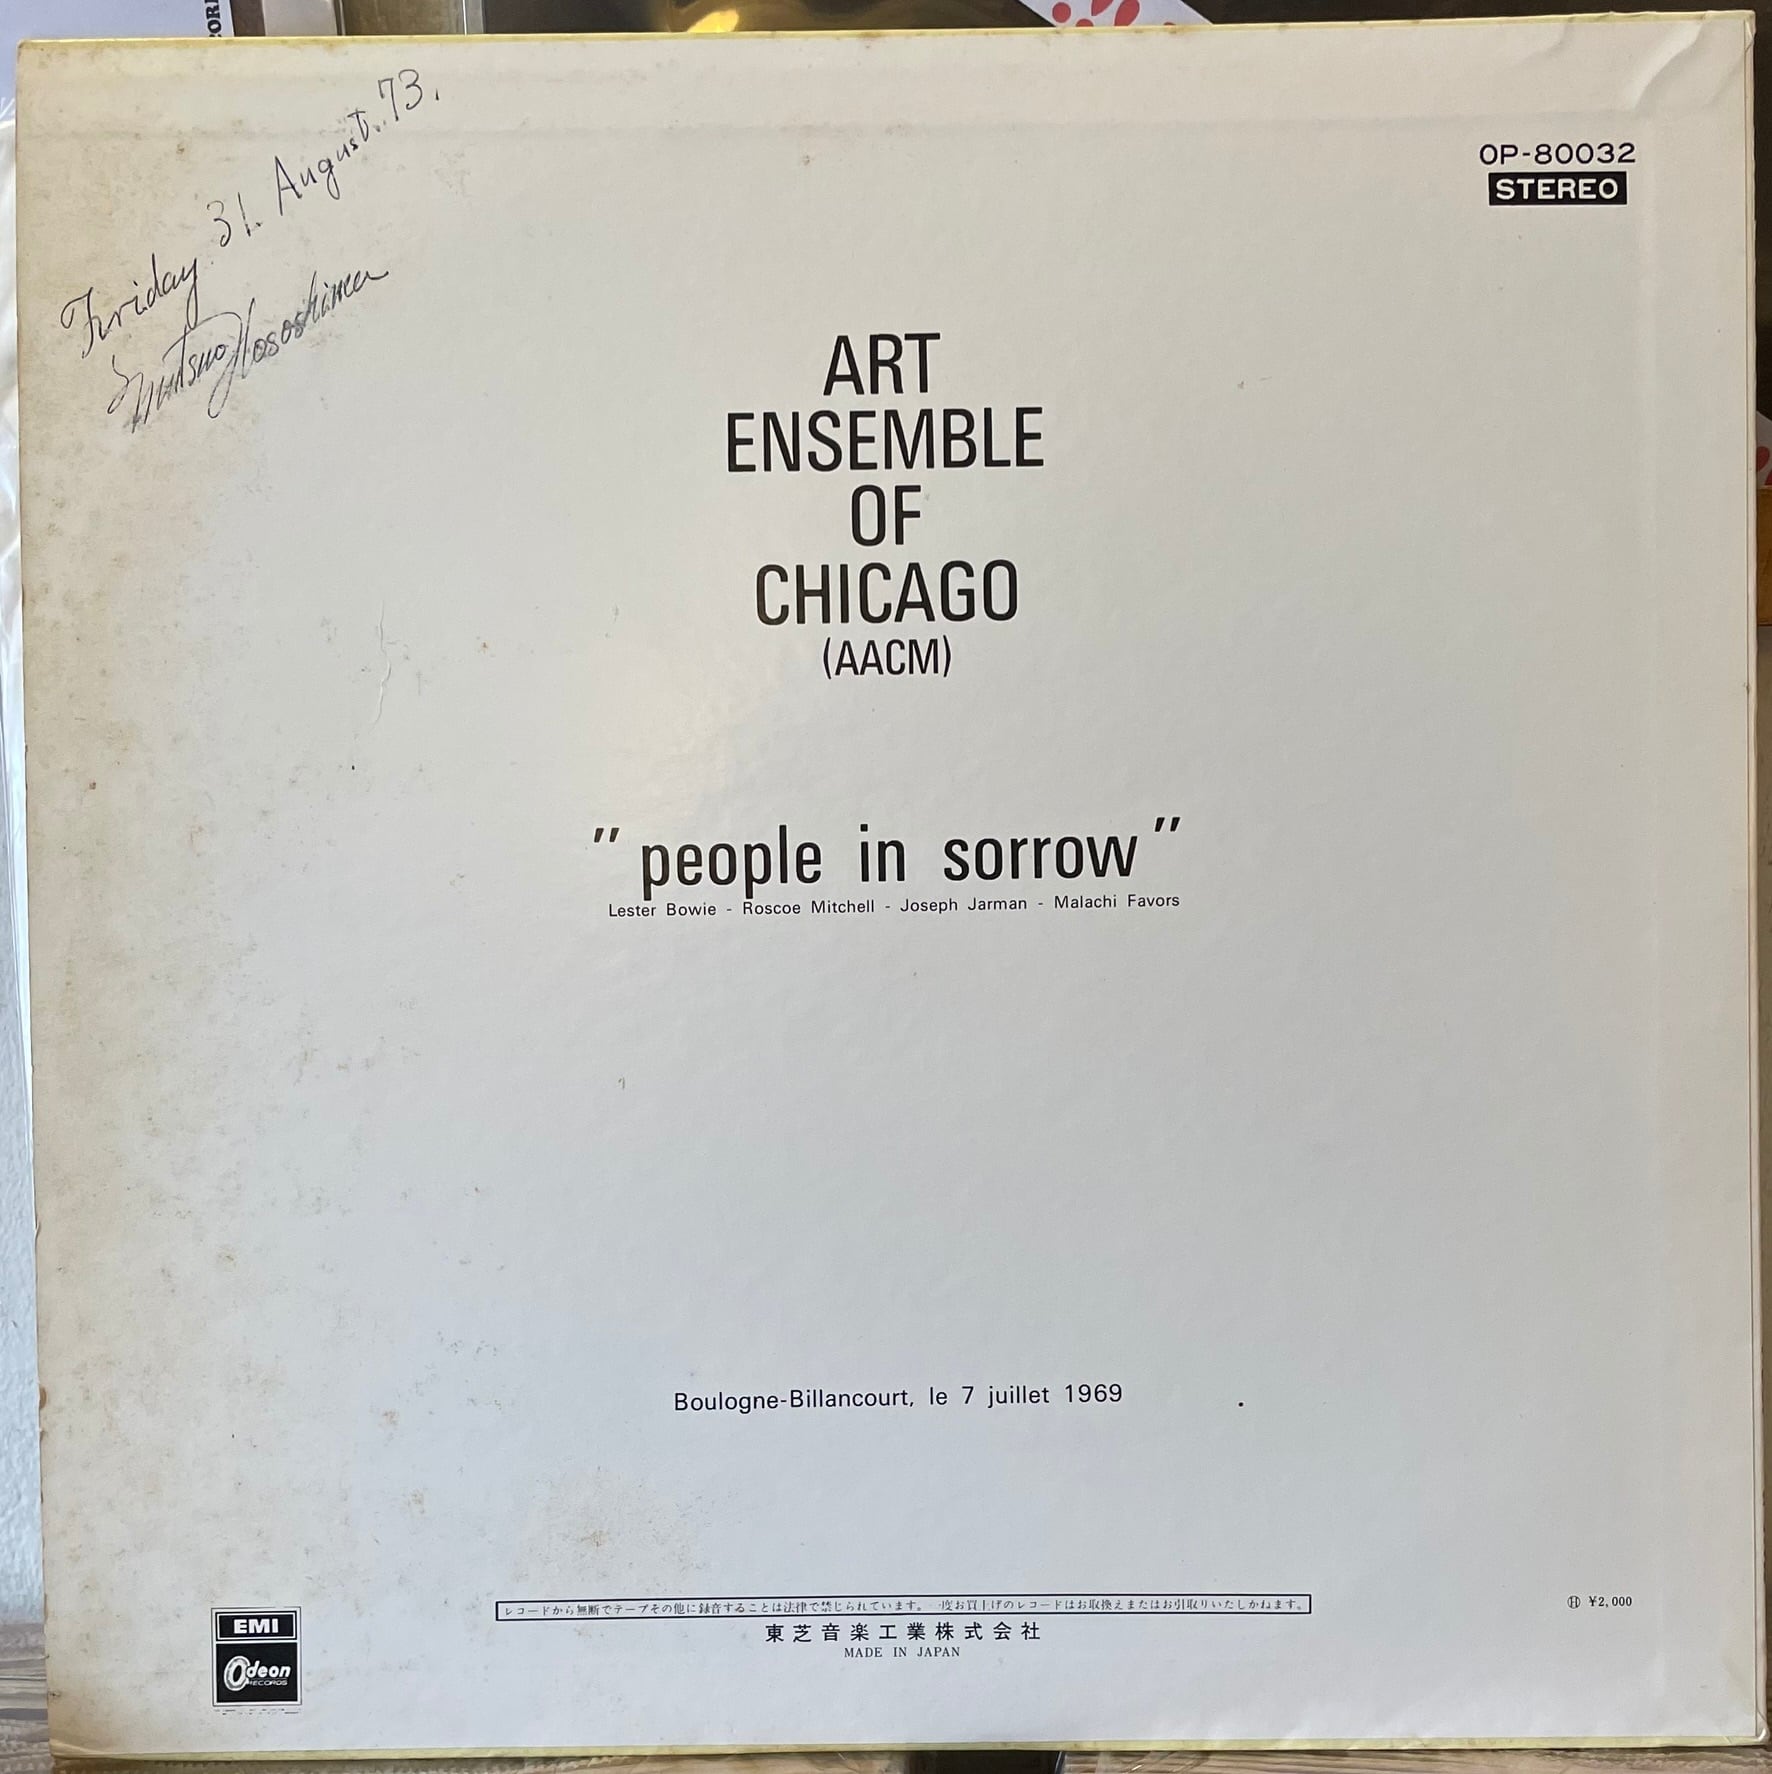 Friday 31. August. 73.
Mutsuo Hososhima
OP-80032
STEREO
ART
ENSEMBLE
OF
CHICAGO
(AACM)
"people in sorrow"
Lester Bowie - Roscoe Mitchell - Joseph Jarman - Malachi Favors
Boulogne-Billancourt, le 7 juillet 1969
レコードから無断でテープその他に録音することは法律で禁じられています。一度お買上げのレコードはお取換えまたはお引取りいたしかねます。
Ⓗ ¥2,000
東芝音楽工業株式会社
MADE IN JAPAN
EMI
Odeon
RECORDS